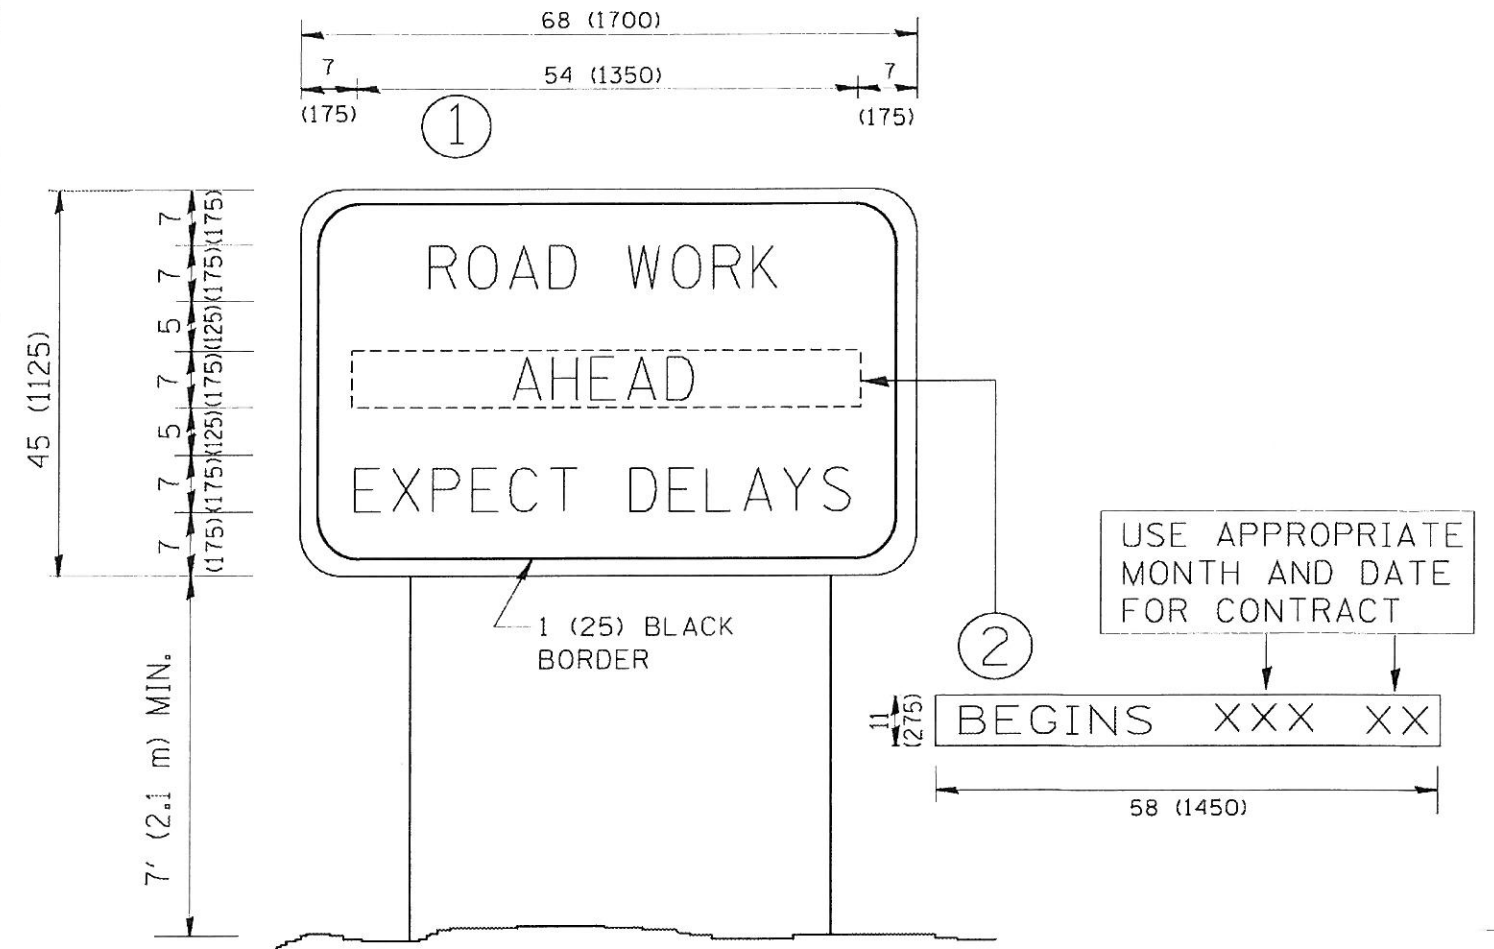 68 (1700)
7 54 (1350) 7
(175) (175)
1
7 (175)
7 (175)
5 (125)
7 (175)
5 (125)
7 (175)
7 (175)
45 (1125)
ROAD WORK
AHEAD
EXPECT DELAYS
1 (25) BLACK
BORDER
7' (2.1 m) MIN.
2
USE APPROPRIATE
MONTH AND DATE
FOR CONTRACT
11
(275)
BEGINS XXX XX
58 (1450)